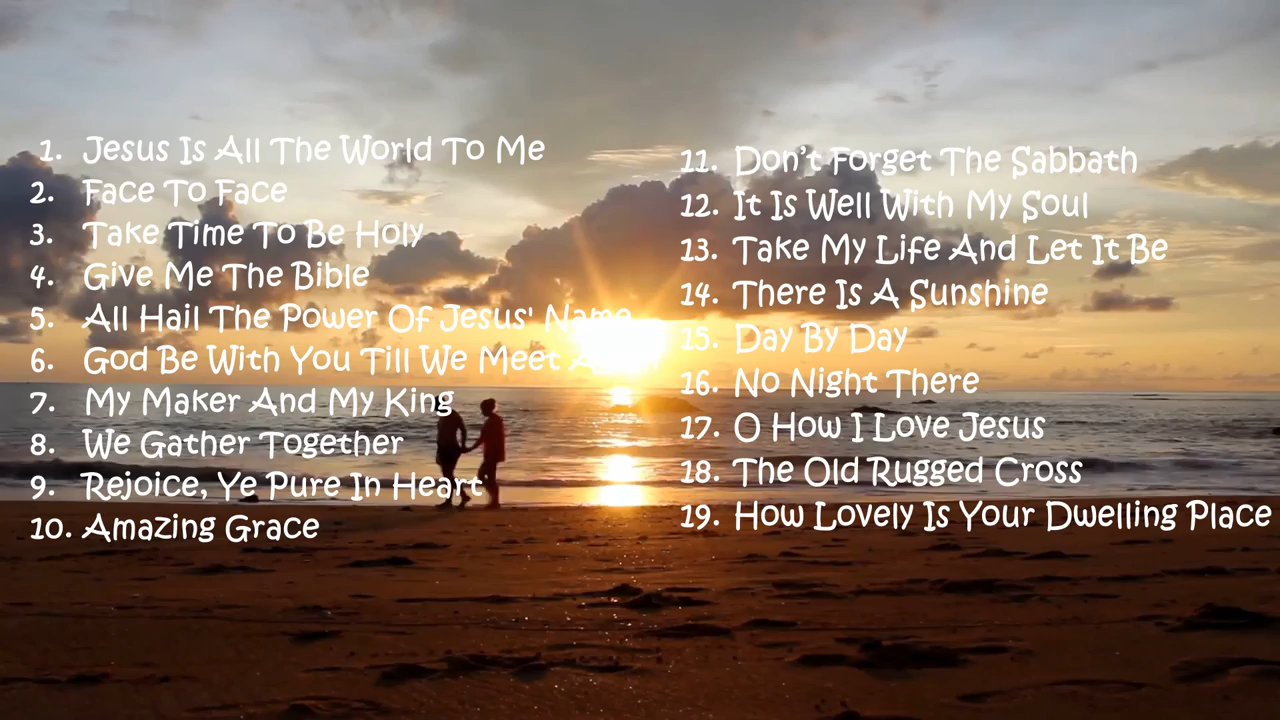 1. Jesus Is All The World To Me
2. Face To Face
3. Take Time To Be Holy
4. Give Me The Bible
5. All Hail The Power Of Jesus' Name
6. God Be With You Till We Meet
7. My Maker And My King
8. We Gather Together
9. Rejoice, Ye Pure In Heart
10. Amazing Grace
11. Don't Forget The Sabbath
12. It Is Well With My Soul
13. Take My Life And Let It Be
14. There Is A Sunshine
15. Day By Day
16. No Night There
17. O How I Love Jesus
18. The Old Rugged Cross
19. How Lovely Is Your Dwelling Place